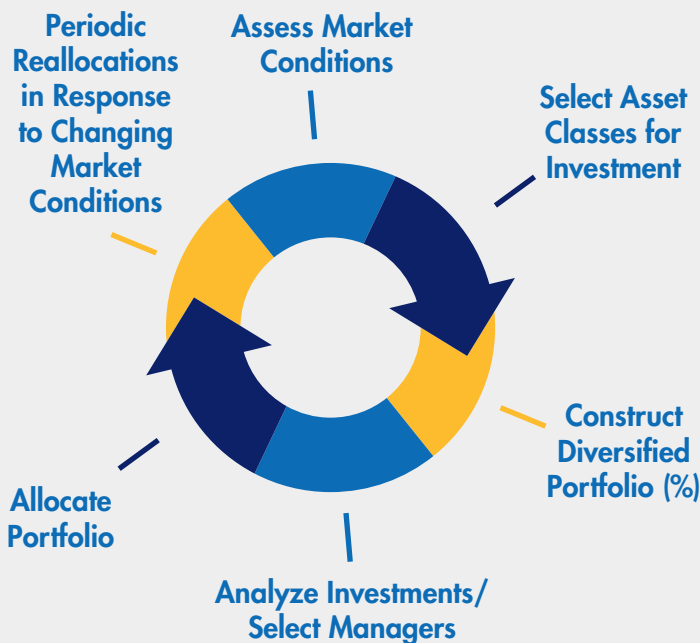 Periodic
Reallocations
in Response
to Changing
Market
Conditions
Assess Market
Conditions
Select Asset
Classes for
Investment
Construct
Diversified
Portfolio (%)
Analyze Investments/
Select Managers
Allocate
Portfolio